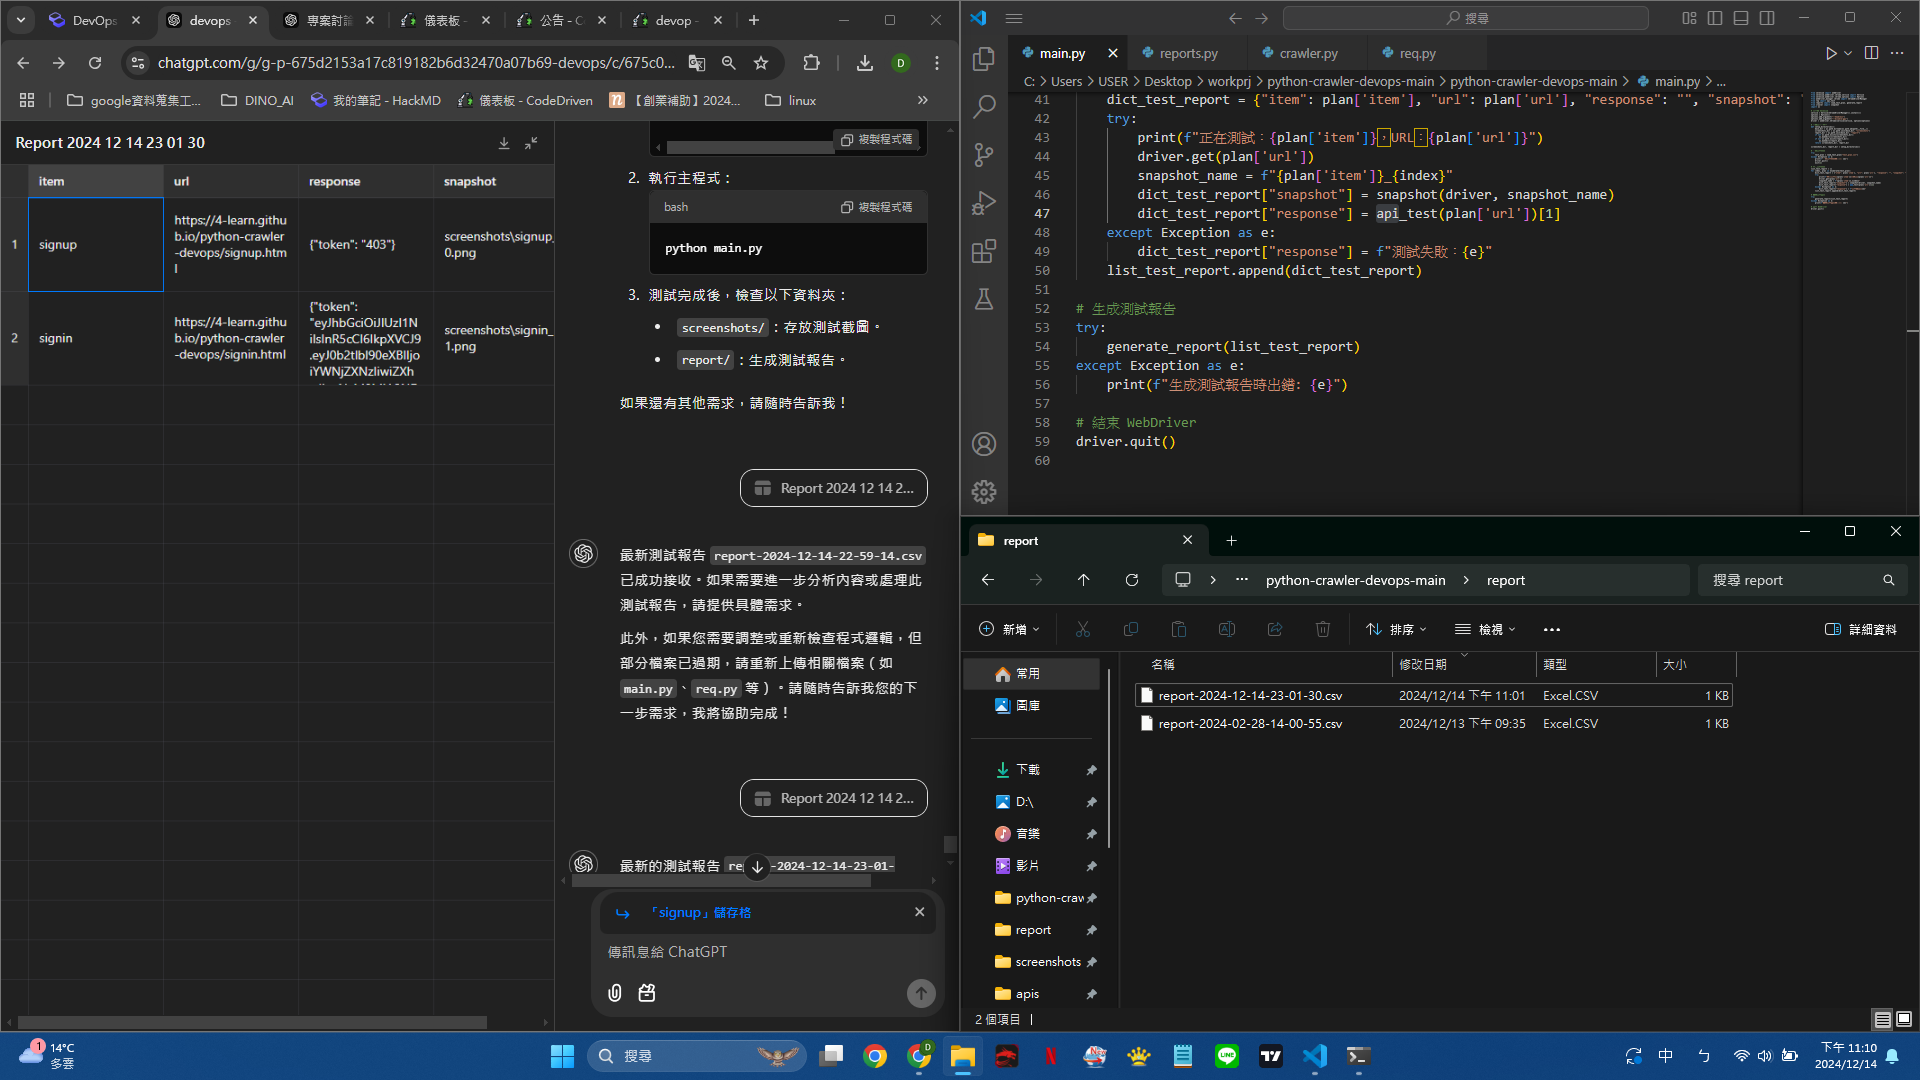 DevOps
devops
專案討論
儀表板 -
公告 - C
devop -
chatgpt.com/g/g-p-675d2153a17c819182b6d32470a07b69-devops/c/675c0...
D
google資料蒐集工...
DINO_AI
我的筆記 - HackMD
儀表板 - CodeDriven
【創業補助】2024...
linux
Report 2024 12 14 23 01 30
item url response snapshot
1 signup
https://4-learn.githu
b.io/python-crawler
-devops/signup.htm
l
{"token": "403"}
screenshots\signup_
0.png
2 signin
https://4-learn.githu
b.io/python-crawler
-devops/signin.html
{"token":
"eyJhbGciOiJIUzI1N
iIsInR5cCI6IkpXVCJ9
.eyJ0b2tlbl90eXBlIjo
iYWNjZXNzIiwiZXh
screenshots\signin_
1.png
複製程式碼
2. 執行主程式：
bash
複製程式碼
python main.py
3. 測試完成後，檢查以下資料夾：
• screenshots/ ：存放測試截圖。
• report/ ：生成測試報告。
如果還有其他需求，請隨時告訴我！
Report 2024 12 14 2...
最新測試報告 report-2024-12-14-22-59-14.csv
已成功接收。如果需要進一步分析內容或處理此
測試報告，請提供具體需求。
此外，如果您需要調整或重新檢查程式邏輯，但
部分檔案已過期，請重新上傳相關檔案（如
main.py 、 req.py 等）。請隨時告訴我您的下
一步需求，我將協助完成！
Report 2024 12 14 2...
最新的測試報告 -2024-12-14-23-01-
「signup」儲存格
傳訊息給 ChatGPT
搜尋
main.py
reports.py
crawler.py
req.py
C: > Users > USER > Desktop > workprj > python-crawler-devops-main > python-crawler-devops-main > main.py > ...
41 dict_test_report = {"item": plan['item'], "url": plan['url'], "response": "", "snapshot":
42 try:
43 print(f"正在測試：{plan['item']}，URL：{plan['url']}")
44 driver.get(plan['url'])
45 snapshot_name = f"{plan['item']}_{index}"
46 dict_test_report["snapshot"] = snapshot(driver, snapshot_name)
47 dict_test_report["response"] = api_test(plan['url'])[1]
48 except Exception as e:
49 dict_test_report["response"] = f"測試失敗：{e}"
50 list_test_report.append(dict_test_report)
51
52 # 生成測試報告
53 try:
54 generate_report(list_test_report)
55 except Exception as e:
56 print(f"生成測試報告時出錯: {e}")
57
58 # 結束 WebDriver
59 driver.quit()
60
report
python-crawler-devops-main > report
搜尋 report
新增
排序
檢視
詳細資料
常用
圖庫
下載
D:\
音樂
影片
python-craw
report
screenshots
apis
名稱 修改日期 類型 大小
report-2024-12-14-23-01-30.csv 2024/12/14 下午 11:01 Excel.CSV 1 KB
report-2024-02-28-14-00-55.csv 2024/12/13 下午 09:35 Excel.CSV 1 KB
2 個項目
1
14°C
多雲
搜尋
中
下午 11:10
2024/12/14